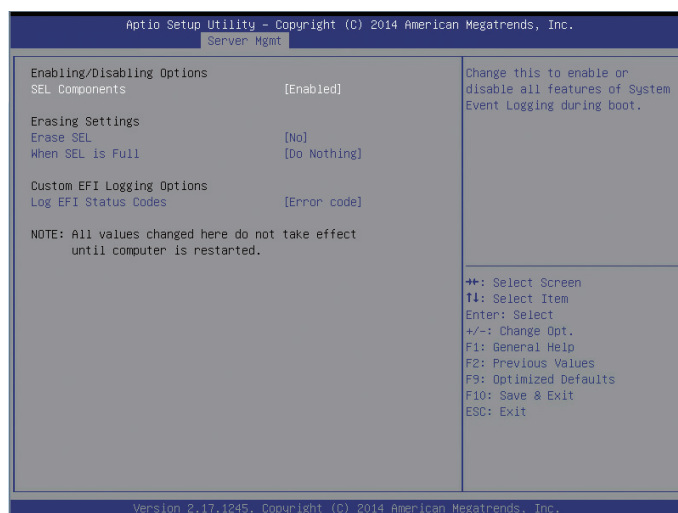 Aptio Setup Utility – Copyright (C) 2014 American Megatrends, Inc.
Server Mgmt
Enabling/Disabling Options
SEL Components [Enabled]
Erasing Settings
Erase SEL [No]
When SEL is Full [Do Nothing]
Custom EFI Logging Options
Log EFI Status Codes [Error code]
NOTE: All values changed here do not take effect
until computer is restarted.
Change this to enable or
disable all features of System
Event Logging during boot.
→←: Select Screen
↑↓: Select Item
Enter: Select
+/-: Change Opt.
F1: General Help
F2: Previous Values
F9: Optimized Defaults
F10: Save & Exit
ESC: Exit
Version 2.17.1245. Copyright (C) 2014 American Megatrends, Inc.